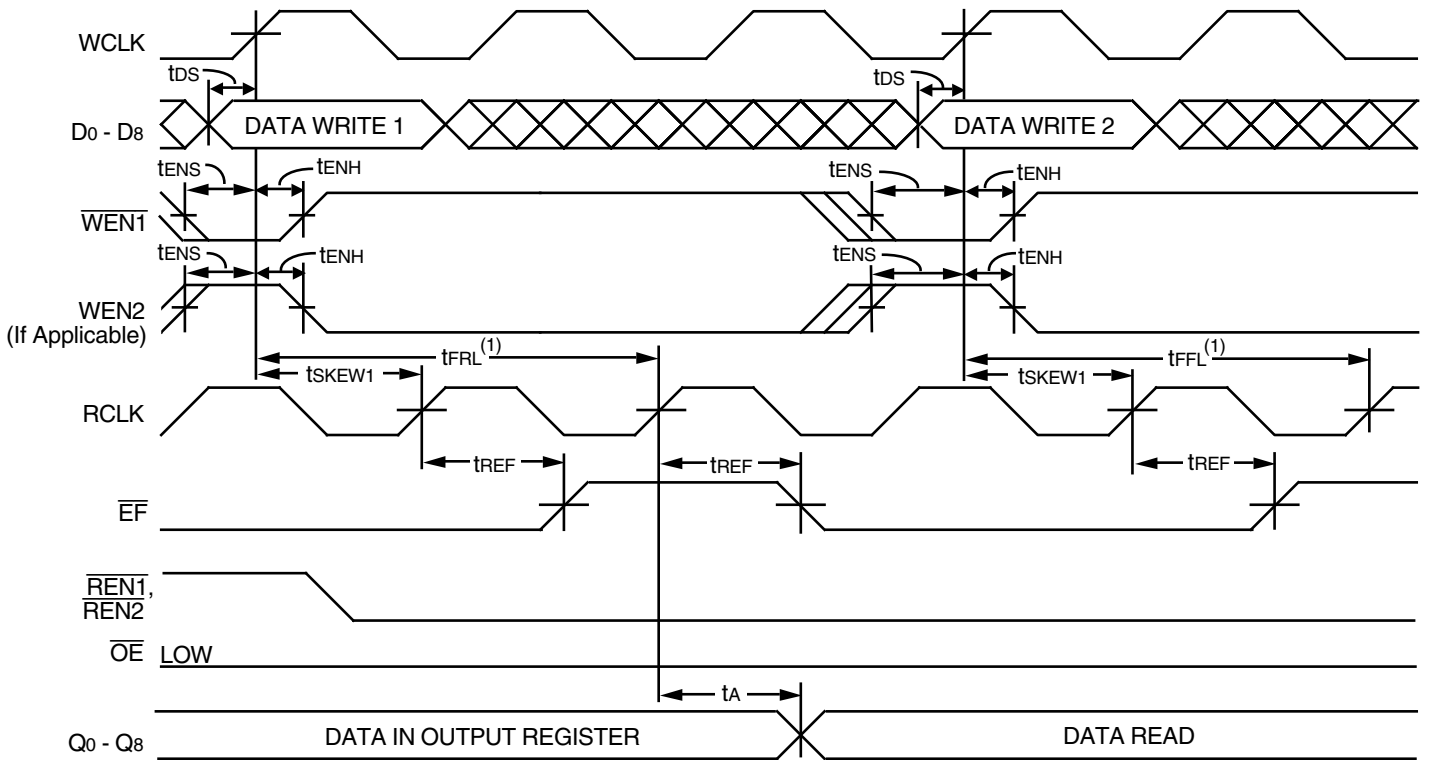 WCLK
tDS
tDS
D0 - D8
DATA WRITE 1
DATA WRITE 2
tENS
tENH
tENS
tENH
WEN1
tENS
tENH
tENS
tENH
WEN2
(If Applicable)
tFRL(1)
tFFL(1)
tSKEW1
tSKEW1
RCLK
tREF
tREF
tREF
EF
REN1,
REN2
OE
LOW
tA
Q0 - Q8
DATA IN OUTPUT REGISTER
DATA READ